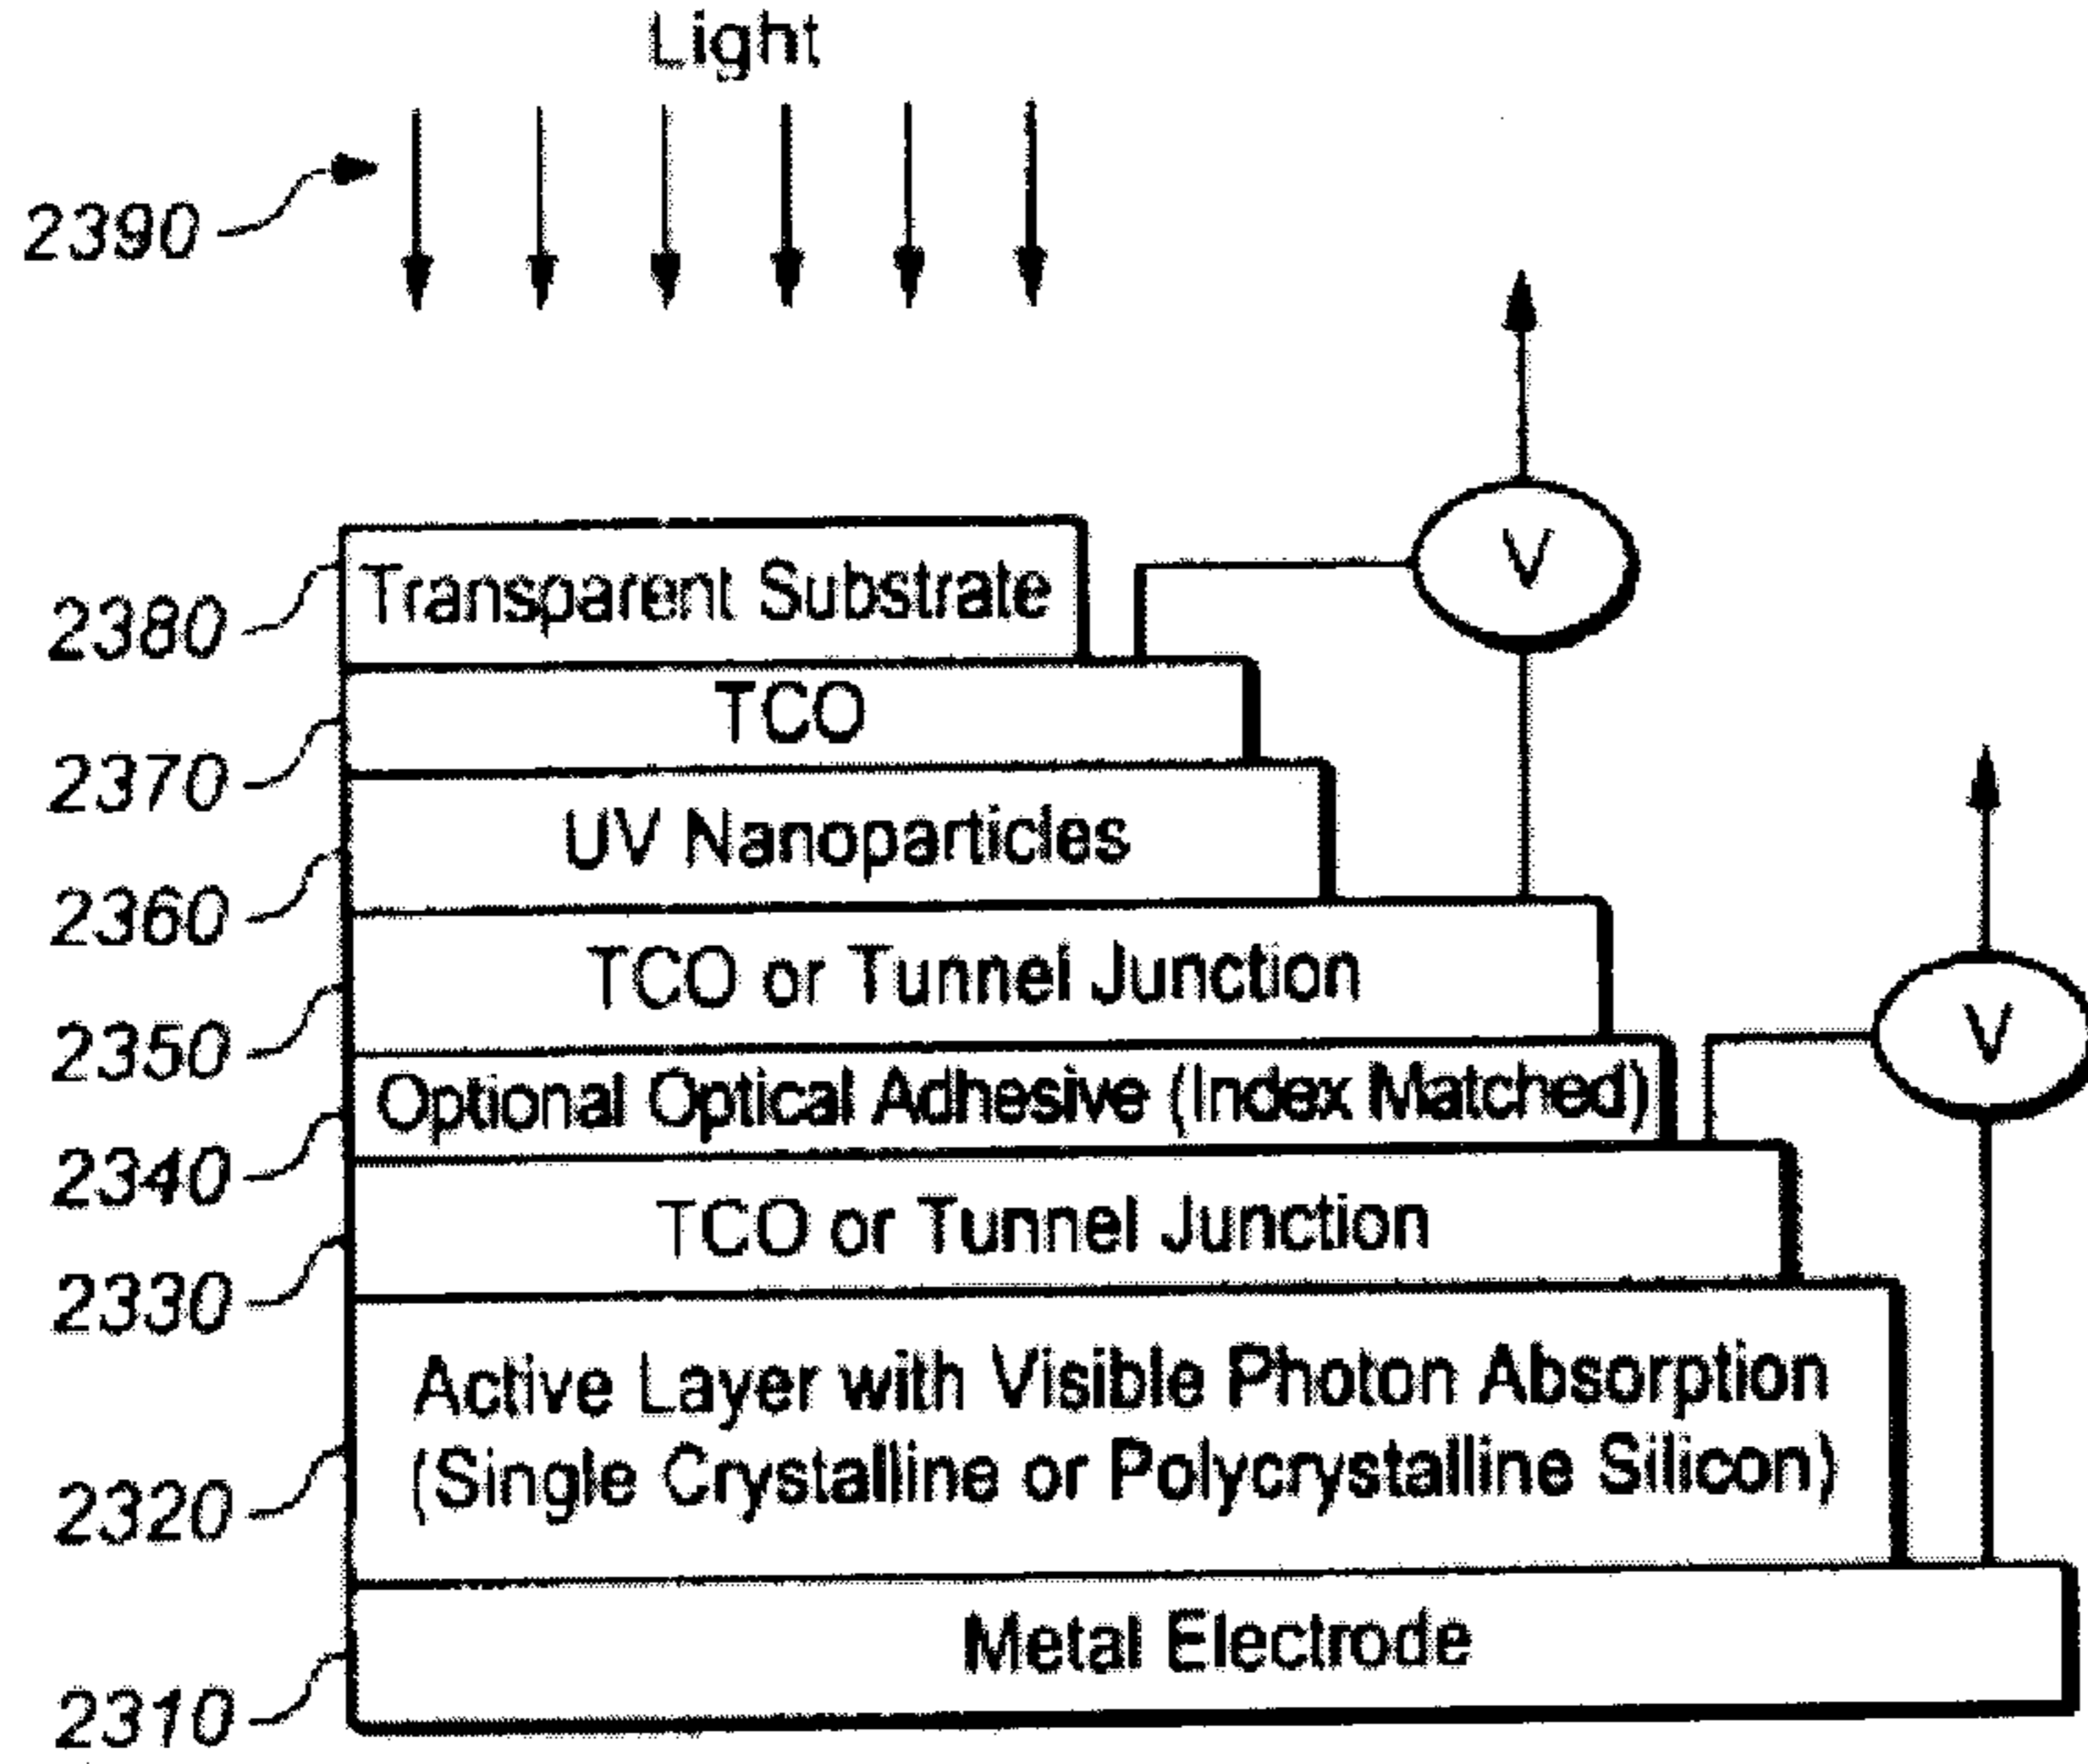 Light
2390
V
Transparent Substrate
2380
TCO
2370
UV Nanoparticles
2360
TCO or Tunnel Junction
2350
V
Optional Optical Adhesive (Index Matched)
2340
TCO or Tunnel Junction
2330
Active Layer with Visible Photon Absorption
(Single Crystalline or Polycrystalline Silicon)
2320
Metal Electrode
2310